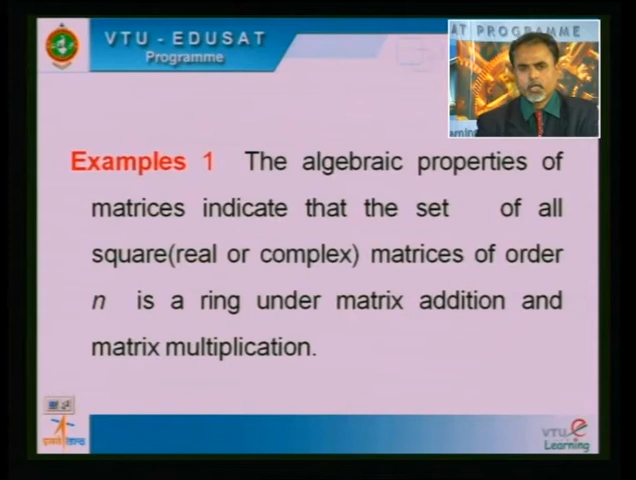 VTU - EDUSAT
Programme
AT PROGRAMME
Examples 1 The algebraic properties of
matrices indicate that the set of all
square(real or complex) matrices of order
n is a ring under matrix addition and
matrix multiplication.
VTU e
Learning